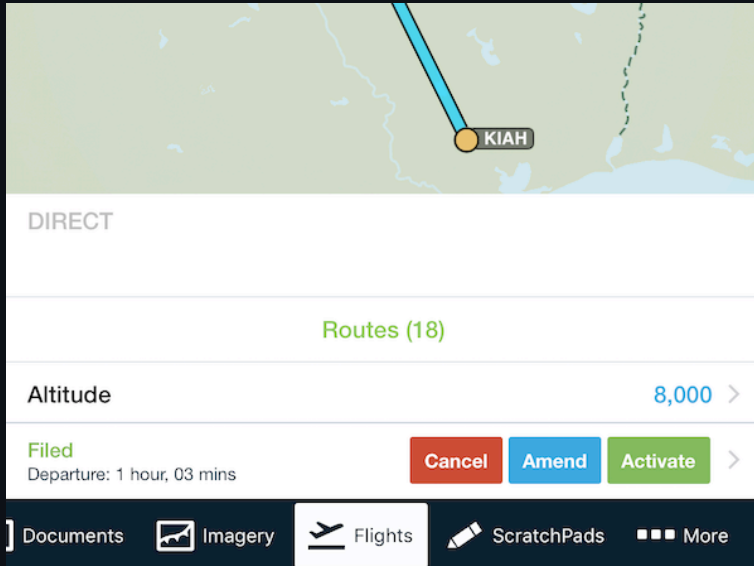 KIAH
DIRECT
Routes (18)
Altitude 8,000
Filed
Departure: 1 hour, 03 mins
Cancel Amend Activate
Documents Imagery Flights ScratchPads More